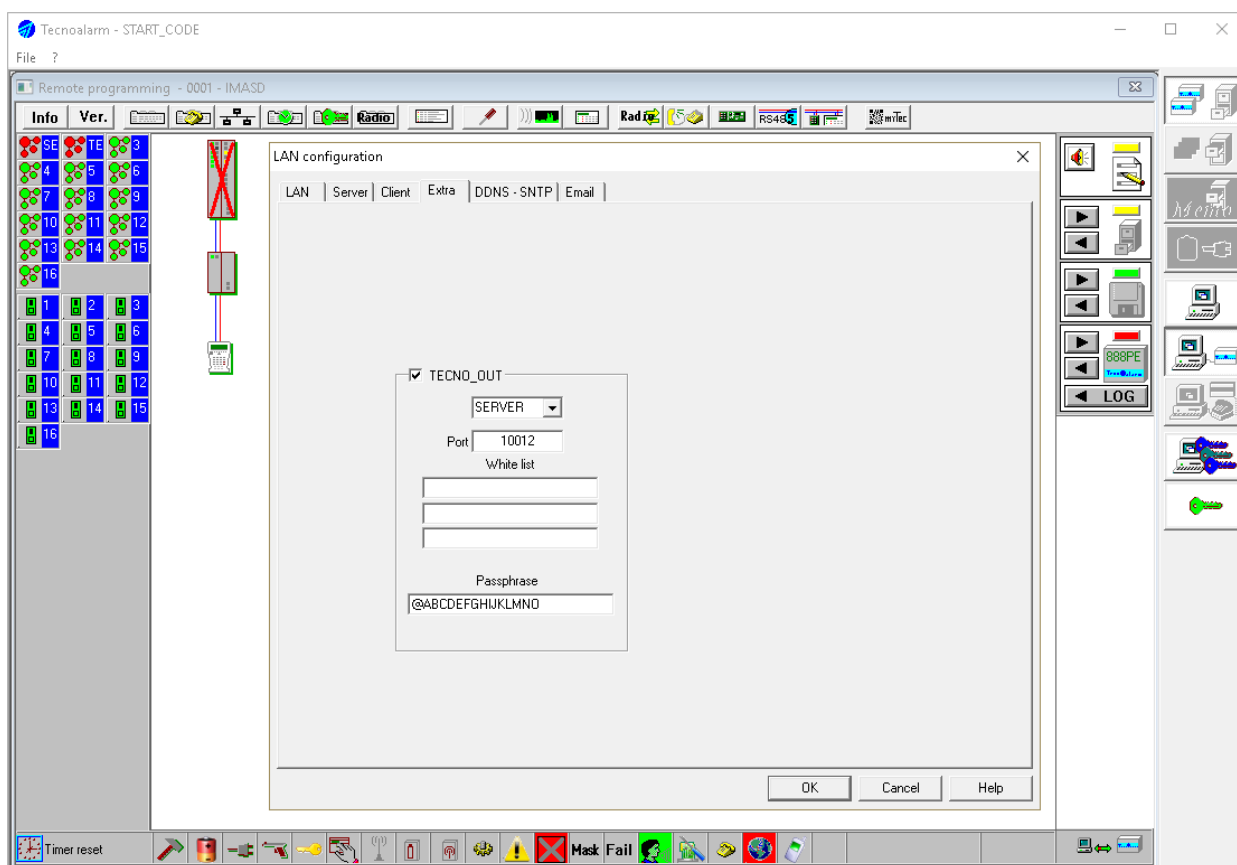 Tecnoalarm - START_CODE
File ?
Remote programming - 0001 - IMASD
Info Ver. Radio Rad RS485 myTec
SE TE 3
4 5 6
7 8 9
10 11 12
13 14 15
16
1 2 3
4 5 6
7 8 9
10 11 12
13 14 15
16
LAN configuration
LAN Server Client Extra DDNS - SNTP Email
TECNO_OUT
SERVER
Port 10012
White list
Passphrase
@ABCDEFGHIJKLMNO
OK Cancel Help
888PE
Tecnoalarm
LOG
Memo
Timer reset Mask Fail